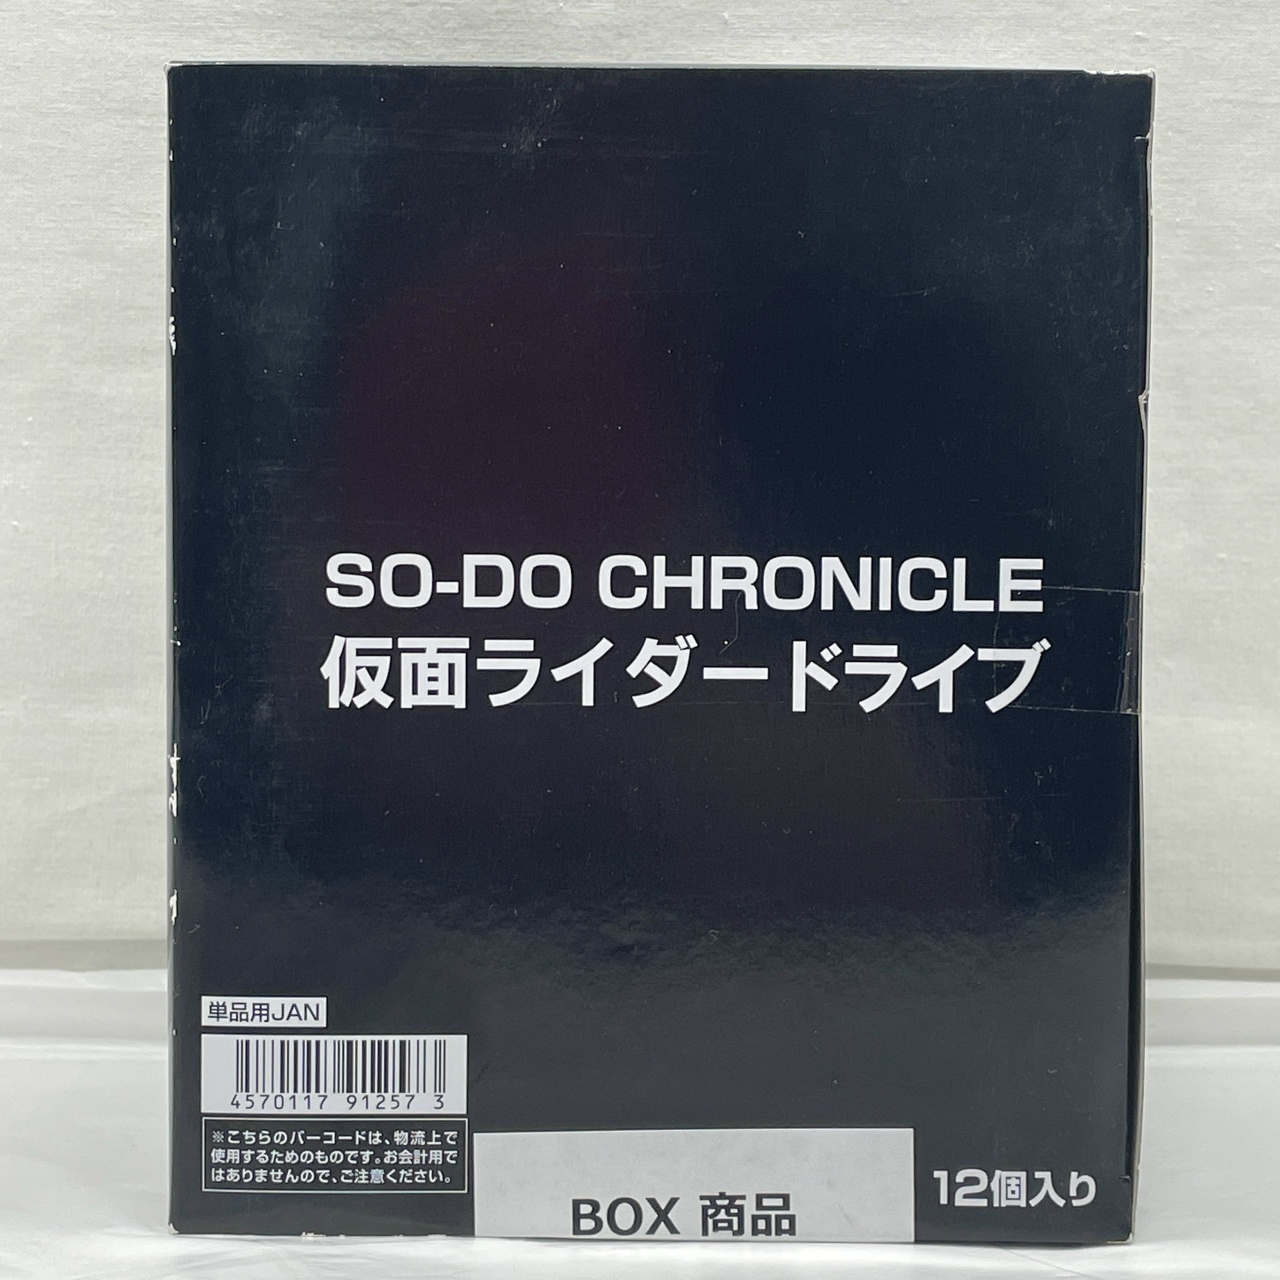 SO-DO CHRONICLE
仮面ライダードライブ
単品用JAN
4570117 91257 3
※こちらのバーコードは、物流上で
使用するためのものです。お会計用で
はありませんので、ご注意ください。
BOX 商品
12個入り